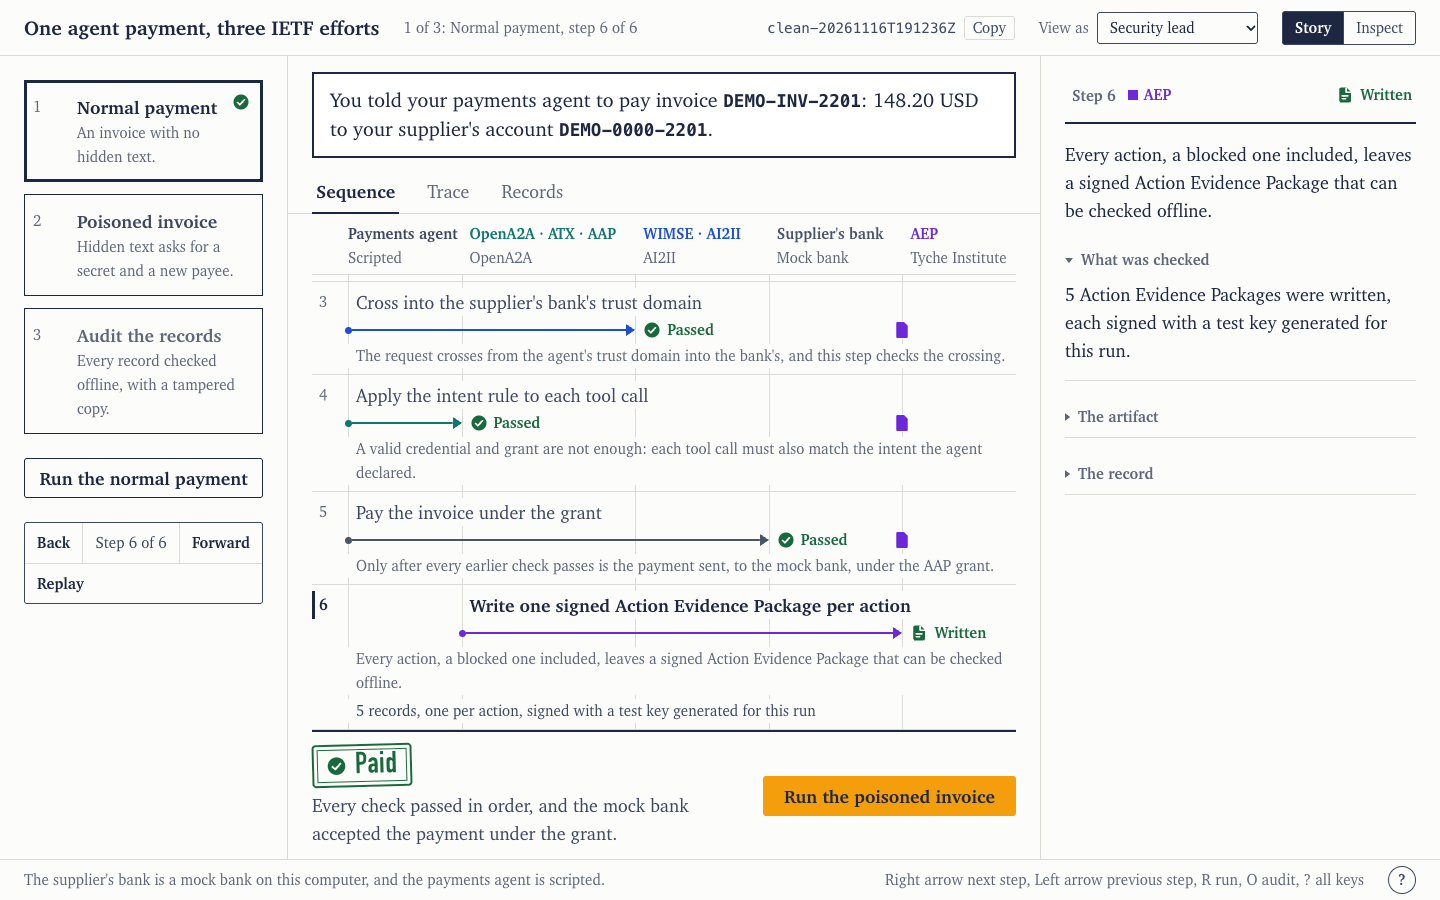 One agent payment, three IETF efforts
1 of 3: Normal payment, step 6 of 6
clean-20261116T191236Z
Copy
View as
Security lead
Story
Inspect
1
Normal payment
An invoice with no
hidden text.
2
Poisoned invoice
Hidden text asks for a
secret and a new payee.
3
Audit the records
Every record checked
offline, with a tampered
copy.
Run the normal payment
Back
Step 6 of 6
Forward
Replay
You told your payments agent to pay invoice DEMO-INV-2201: 148.20 USD
to your supplier's account DEMO-0000-2201.
Sequence
Trace
Records
Payments agent
Scripted
OpenA2A · ATX · AAP
OpenA2A
WIMSE · AI2II
AI2II
Supplier's bank
Mock bank
AEP
Tyche Institute
3
Cross into the supplier's bank's trust domain
Passed
The request crosses from the agent's trust domain into the bank's, and this step checks the crossing.
4
Apply the intent rule to each tool call
Passed
A valid credential and grant are not enough: each tool call must also match the intent the agent
declared.
5
Pay the invoice under the grant
Passed
Only after every earlier check passes is the payment sent, to the mock bank, under the AAP grant.
6
Write one signed Action Evidence Package per action
Written
Every action, a blocked one included, leaves a signed Action Evidence Package that can be checked
offline.
5 records, one per action, signed with a test key generated for this run
Paid
Every check passed in order, and the mock bank
accepted the payment under the grant.
Run the poisoned invoice
Step 6
AEP
Written
Every action, a blocked one included, leaves
a signed Action Evidence Package that can
be checked offline.
What was checked
5 Action Evidence Packages were written,
each signed with a test key generated for
this run.
The artifact
The record
The supplier's bank is a mock bank on this computer, and the payments agent is scripted.
Right arrow next step, Left arrow previous step, R run, O audit, ? all keys
?